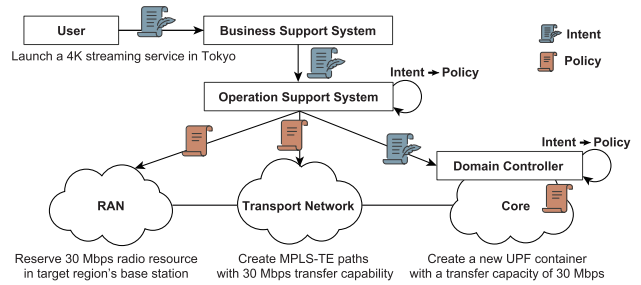 User
Business Support System
Intent
Launch a 4K streaming service in Tokyo
Policy
Intent → Policy
Operation Support System
Intent → Policy
Domain Controller
RAN
Transport Network
Core
Reserve 30 Mbps radio resource
in target region's base station
Create MPLS-TE paths
with 30 Mbps transfer capability
Create a new UPF container
with a transfer capacity of 30 Mbps